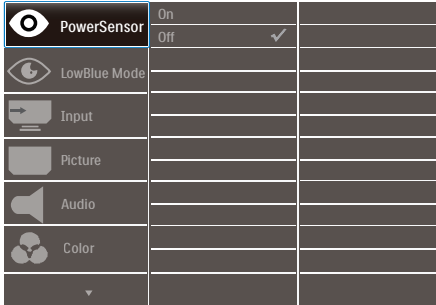 PowerSensor
On
Off
LowBlue Mode
Input
Picture
Audio
Color